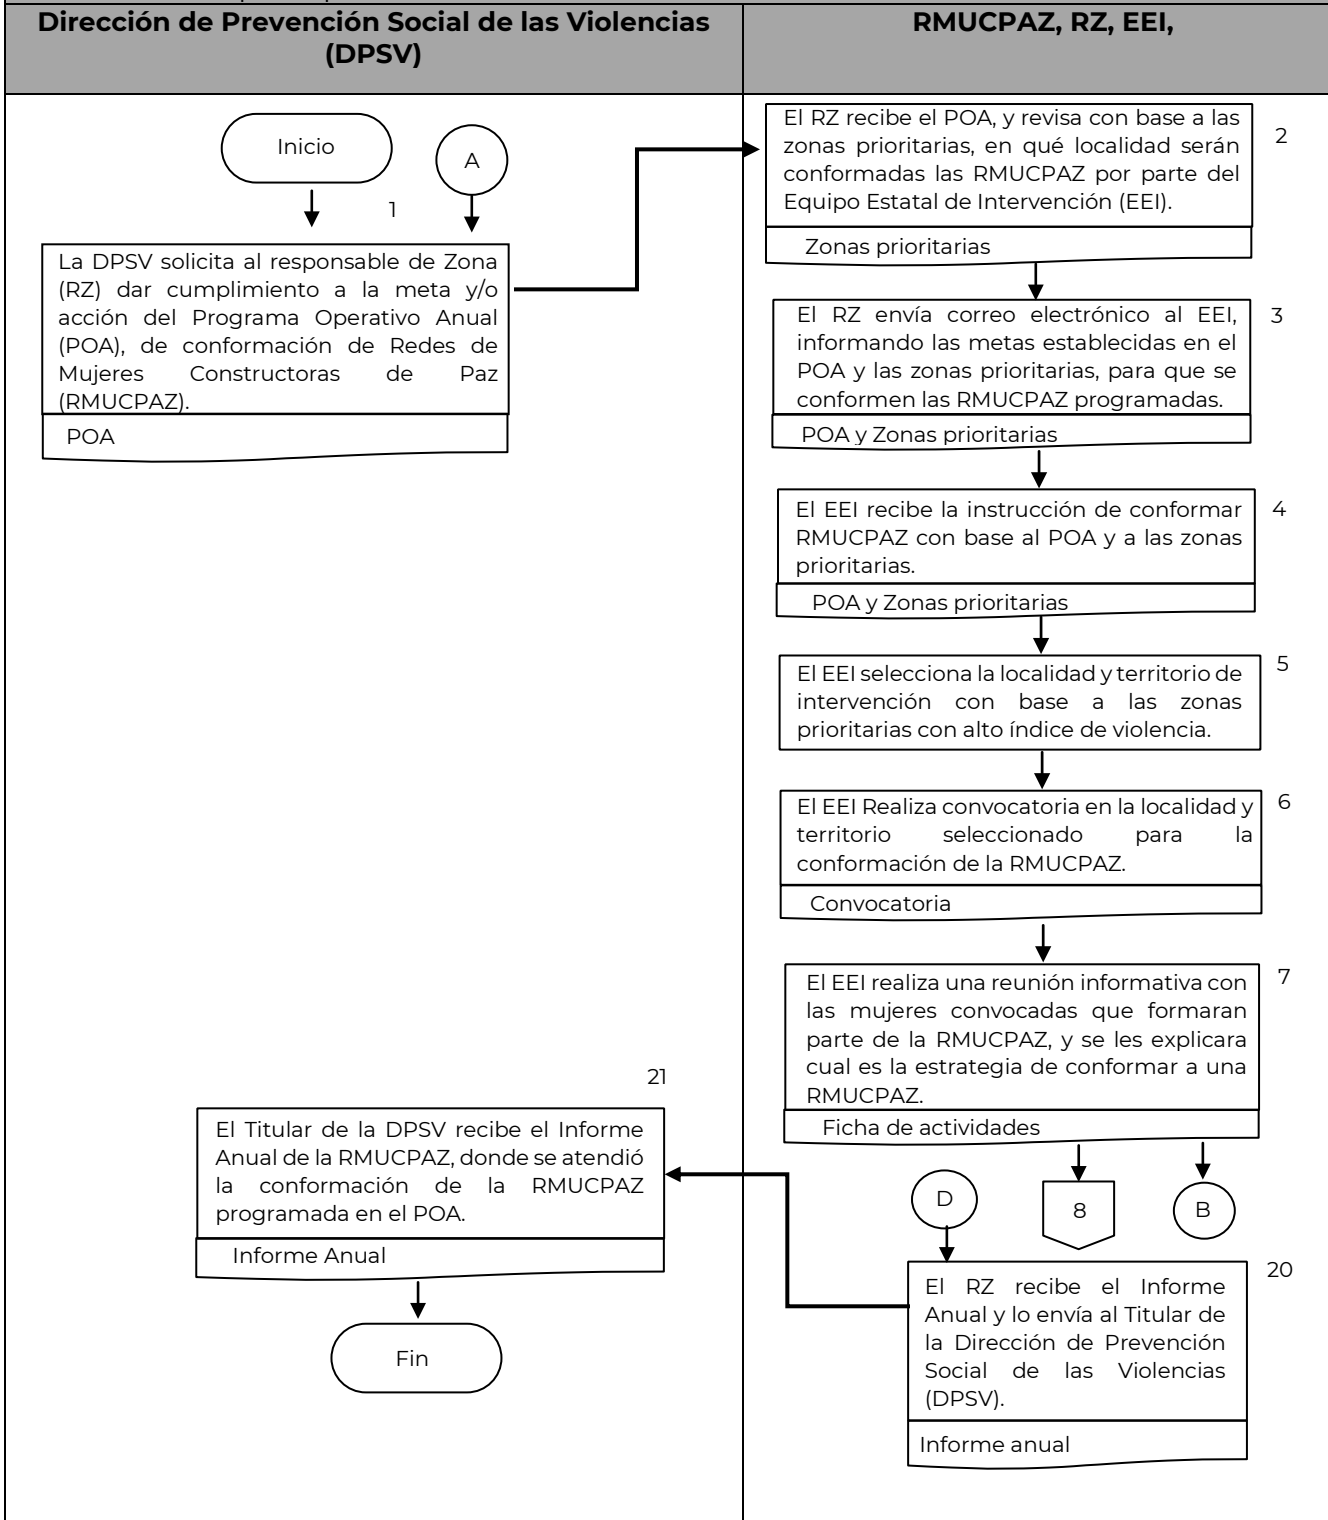 Dirección de Prevención Social de las Violencias
(DPSV)
RMUCPAZ, RZ, EEI,
Inicio
A
1
La DPSV solicita al responsable de Zona
(RZ) dar cumplimiento a la meta y/o
acción del Programa Operativo Anual
(POA), de conformación de Redes de
Mujeres Constructoras de Paz
(RMUCPAZ).
POA
El RZ recibe el POA, y revisa con base a las
zonas prioritarias, en qué localidad serán
conformadas las RMUCPAZ por parte del
Equipo Estatal de Intervención (EEI).
2
Zonas prioritarias
El RZ envía correo electrónico al EEI,
informando las metas establecidas en el
POA y las zonas prioritarias, para que se
conformen las RMUCPAZ programadas.
3
POA y Zonas prioritarias
El EEI recibe la instrucción de conformar
RMUCPAZ con base al POA y a las zonas
prioritarias.
4
POA y Zonas prioritarias
El EEI selecciona la localidad y territorio de
intervención con base a las zonas
prioritarias con alto índice de violencia.
5
El EEI Realiza convocatoria en la localidad y
territorio seleccionado para la
conformación de la RMUCPAZ.
6
Convocatoria
El EEI realiza una reunión informativa con
las mujeres convocadas que formaran
parte de la RMUCPAZ, y se les explicara
cual es la estrategia de conformar a una
RMUCPAZ.
7
Ficha de actividades
D
8
B
El RZ recibe el Informe
Anual y lo envía al Titular de
la Dirección de Prevención
Social de las Violencias
(DPSV).
20
Informe anual
21
El Titular de la DPSV recibe el Informe
Anual de la RMUCPAZ, donde se atendió
la conformación de la RMUCPAZ
programada en el POA.
Informe Anual
Fin